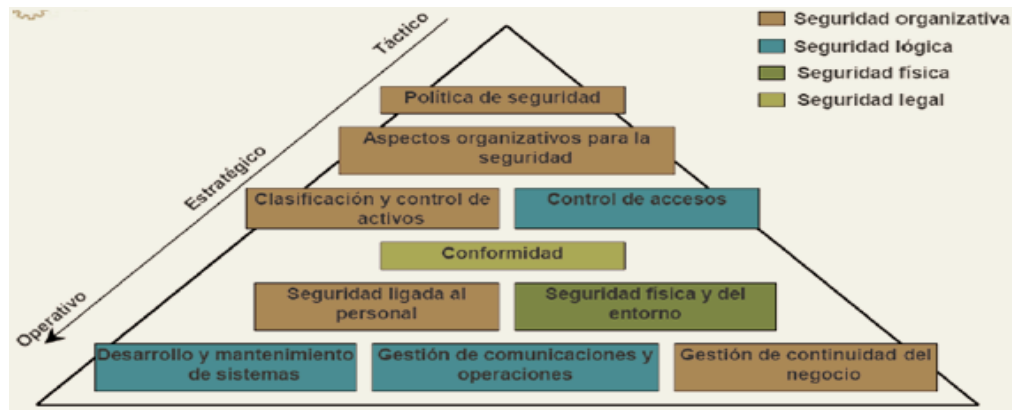 Táctico
Estratégico
Operativo
Seguridad organizativa
Seguridad lógica
Seguridad física
Seguridad legal
Política de seguridad
Aspectos organizativos para la
seguridad
Clasificación y control de
activos
Control de accesos
Conformidad
Seguridad ligada al
personal
Seguridad física y del
entorno
Desarrollo y mantenimiento
de sistemas
Gestión de comunicaciones y
operaciones
Gestión de continuidad del
negocio